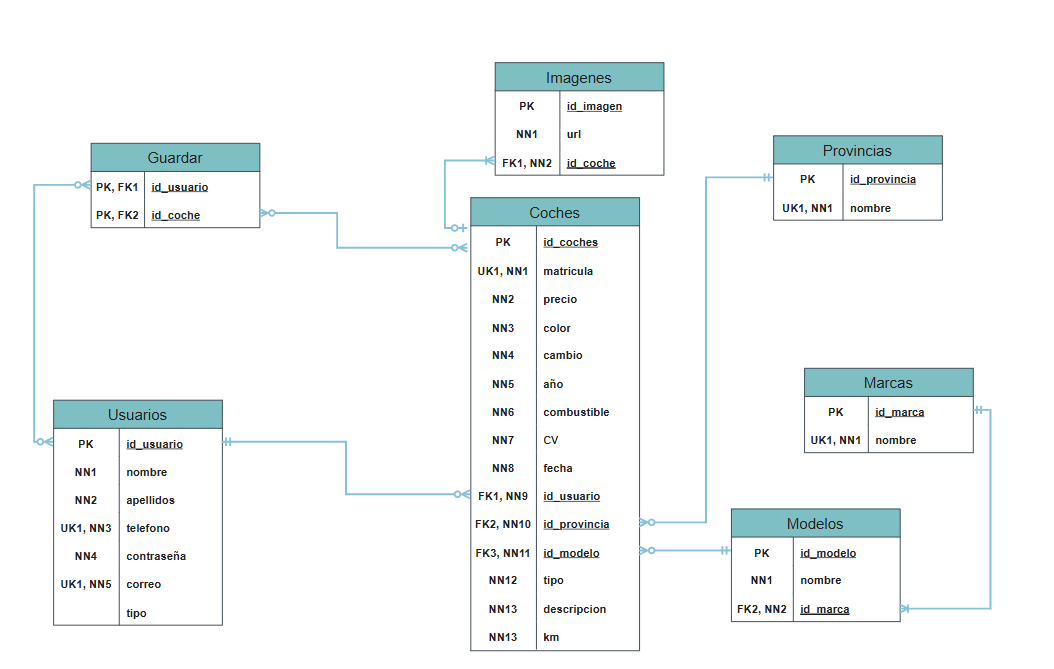 Imagenes
PK id_imagen
NN1 url
FK1, NN2 id_coche
Guardar
PK, FK1 id_usuario
PK, FK2 id_coche
Provincias
PK id_provincia
UK1, NN1 nombre
Coches
PK id_coches
UK1, NN1 matricula
NN2 precio
NN3 color
NN4 cambio
NN5 año
NN6 combustible
NN7 CV
NN8 fecha
FK1, NN9 id_usuario
FK2, NN10 id_provincia
FK3, NN11 id_modelo
NN12 tipo
NN13 descripcion
NN13 km
Marcas
PK id_marca
UK1, NN1 nombre
Usuarios
PK id_usuario
NN1 nombre
NN2 apellidos
UK1, NN3 telefono
NN4 contraseña
UK1, NN5 correo
tipo
Modelos
PK id_modelo
NN1 nombre
FK2, NN2 id_marca